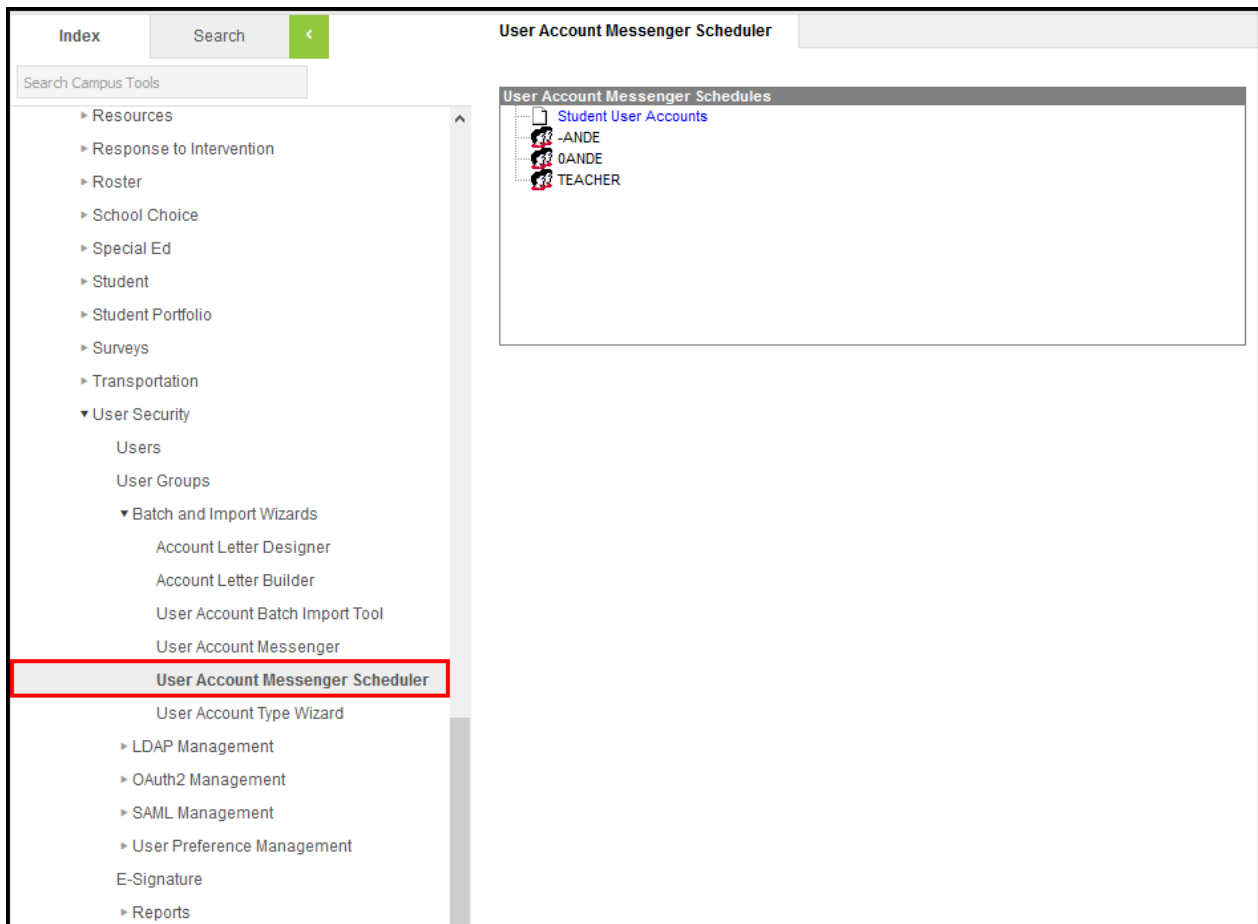 Index
Search
Search Campus Tools
Resources
Response to Intervention
Roster
School Choice
Special Ed
Student
Student Portfolio
Surveys
Transportation
User Security
Users
User Groups
Batch and Import Wizards
Account Letter Designer
Account Letter Builder
User Account Batch Import Tool
User Account Messenger
User Account Messenger Scheduler
User Account Type Wizard
LDAP Management
OAuth2 Management
SAML Management
User Preference Management
E-Signature
Reports
User Account Messenger Scheduler
User Account Messenger Schedules
Student User Accounts
-ANDE
0ANDE
TEACHER